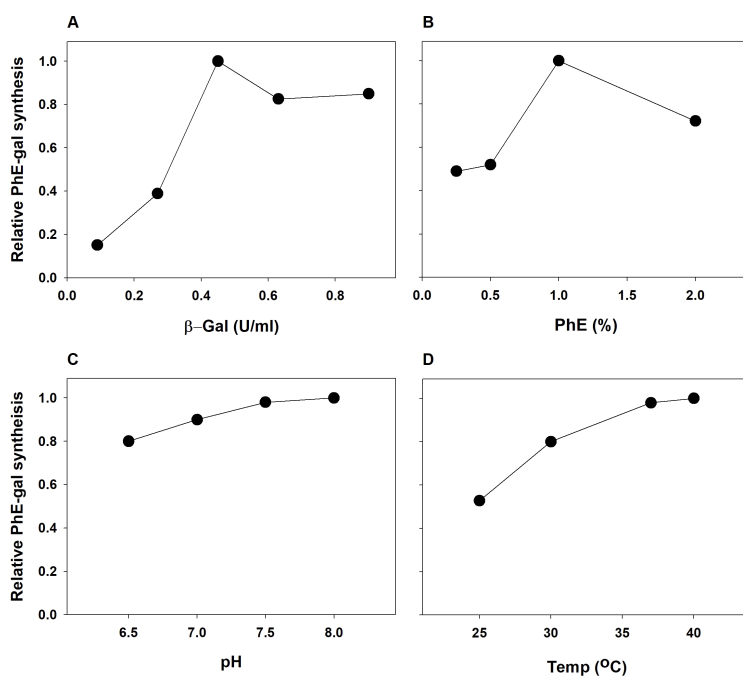 A
B
Relative PhE-gal synthesis
1.0
0.8
0.6
0.4
0.2
0.0
0.0 0.2 0.4 0.6 0.8
0.0 0.5 1.0 1.5 2.0
β−Gal (U/ml)
PhE (%)
C
D
Relative PhE-gal syntheisis
1.0
0.8
0.6
0.4
0.2
0.0
6.5 7.0 7.5 8.0
25 30 35 40
pH
Temp (ºC)